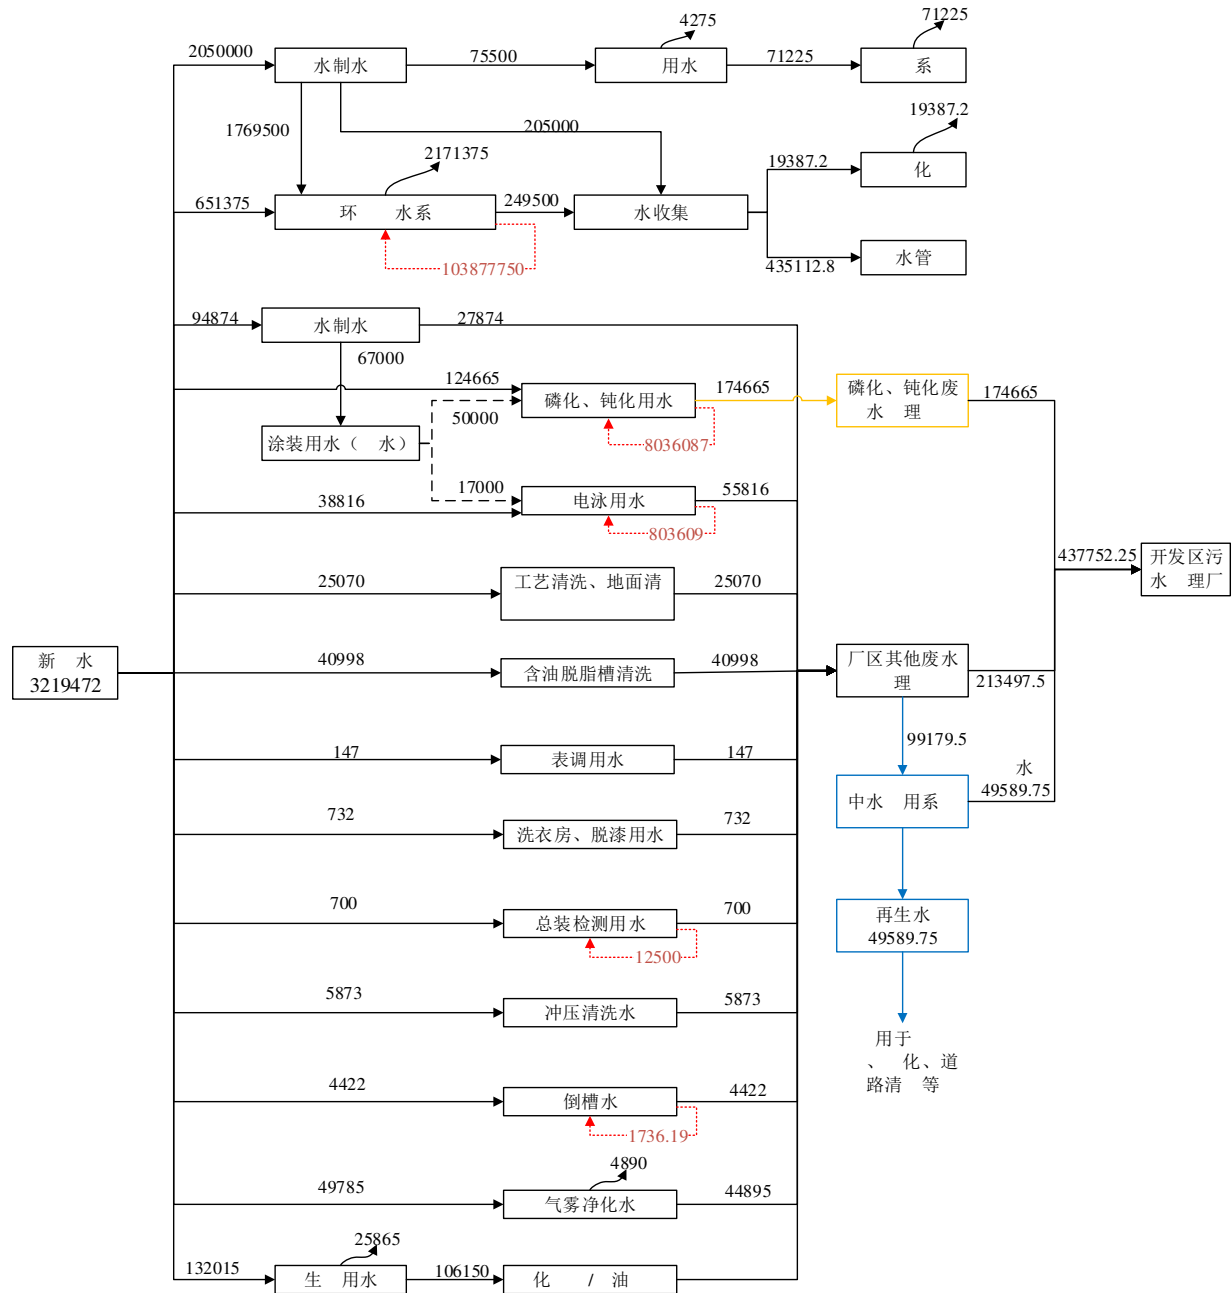 4275
71225
2050000
水制水
75500
用水
71225
系
1769500
205000
19387.2
2171375
19387.2
化
651375
环 水系
249500
水收集
103877750
435112.8
水管
94874
水制水
27874
67000
124665
磷化、钝化用水
174665
磷化、钝化废
水 理
174665
50000
涂装用水( 水)
8036087
17000
电泳用水
55816
38816
803609
437752.25
开发区污
水 理厂
25070
工艺清洗、地面清
25070
新 水
3219472
40998
含油脱脂槽清洗
40998
厂区其他废水
理
213497.5
99179.5
147
表调用水
147
水
49589.75
中水 用系
732
洗衣房、脱漆用水
732
700
总装检测用水
700
再生水
49589.75
12500
5873
冲压清洗水
5873
用于
、 化、道
路清 等
4422
倒槽水
4422
1736.19
4890
49785
气雾净化水
44895
25865
132015
生 用水
106150
化 / 油